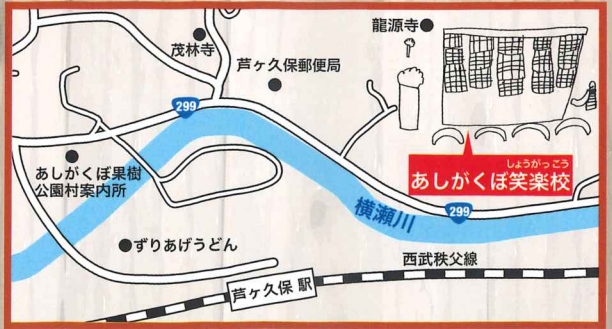 龍源寺
茂林寺
芦ヶ久保郵便局
299
しょうがっこう
あしがくぼ笑楽校
あしがくぼ果樹
公園村案内所
横瀬川
299
ずりあげうどん
西武秩父線
芦ヶ久保 駅